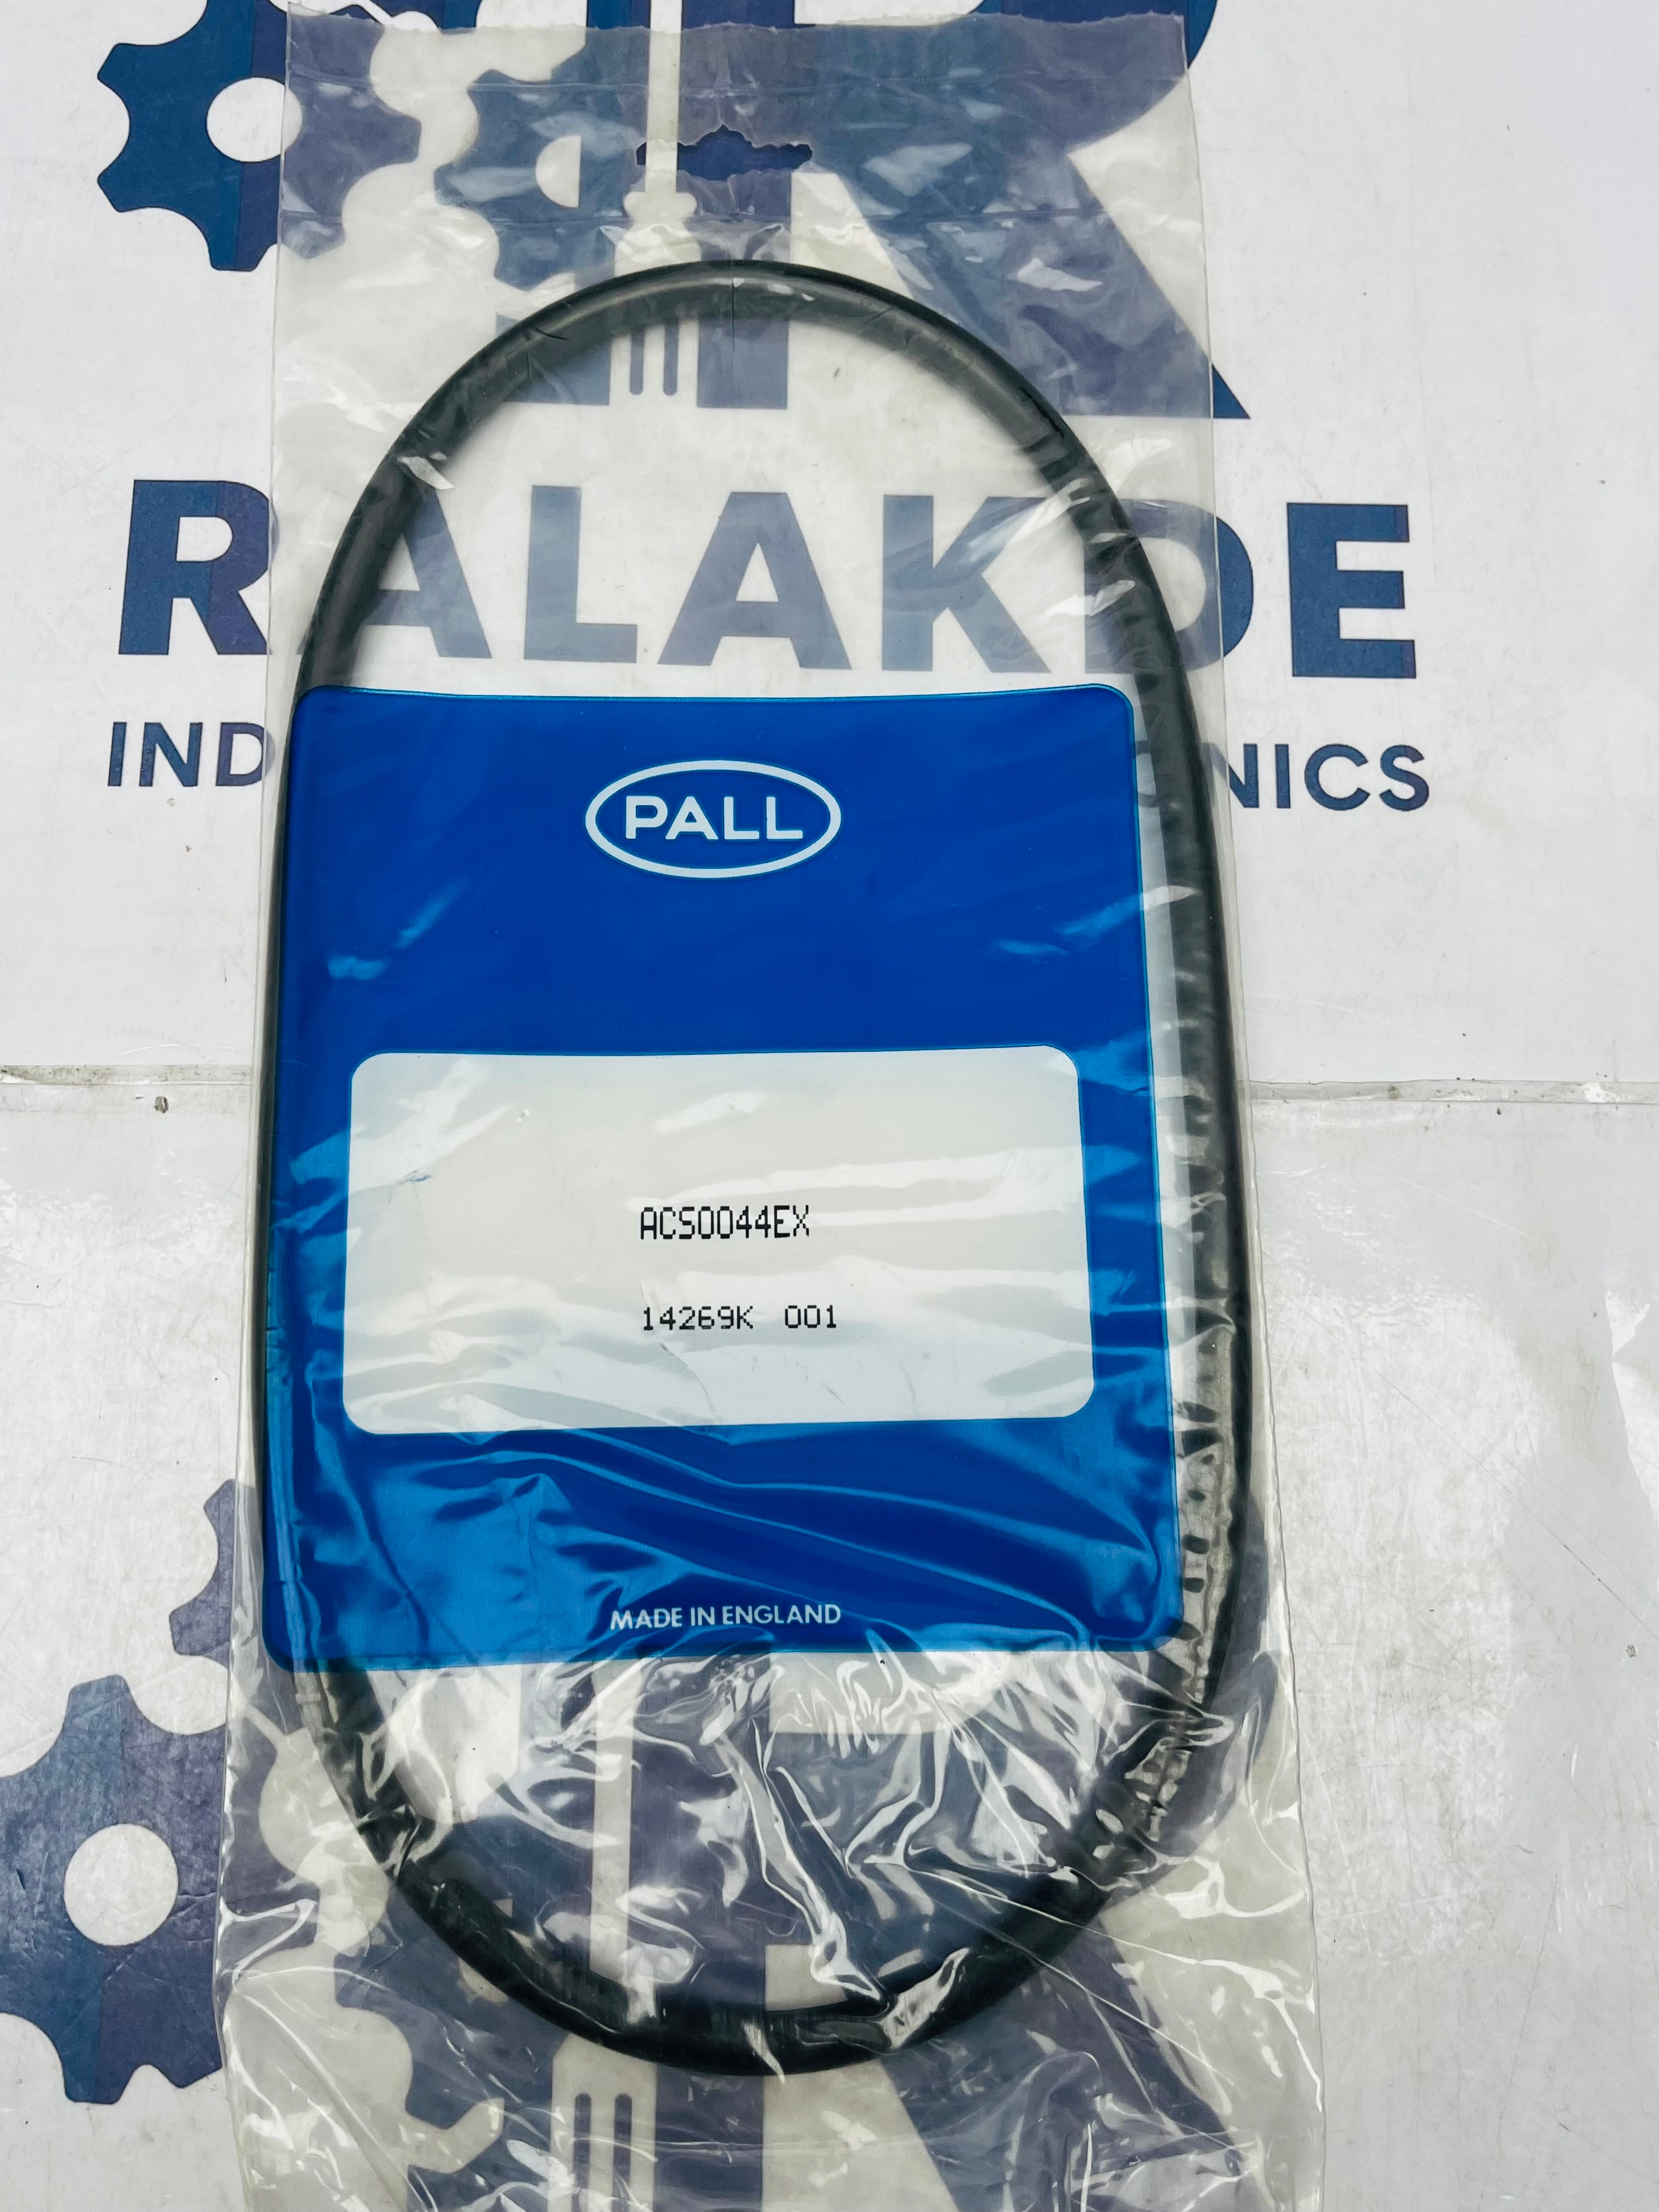 RALAKDE
IND
NICS
PALL
ACS0044EX
14269K 001
MADE IN ENGLAND